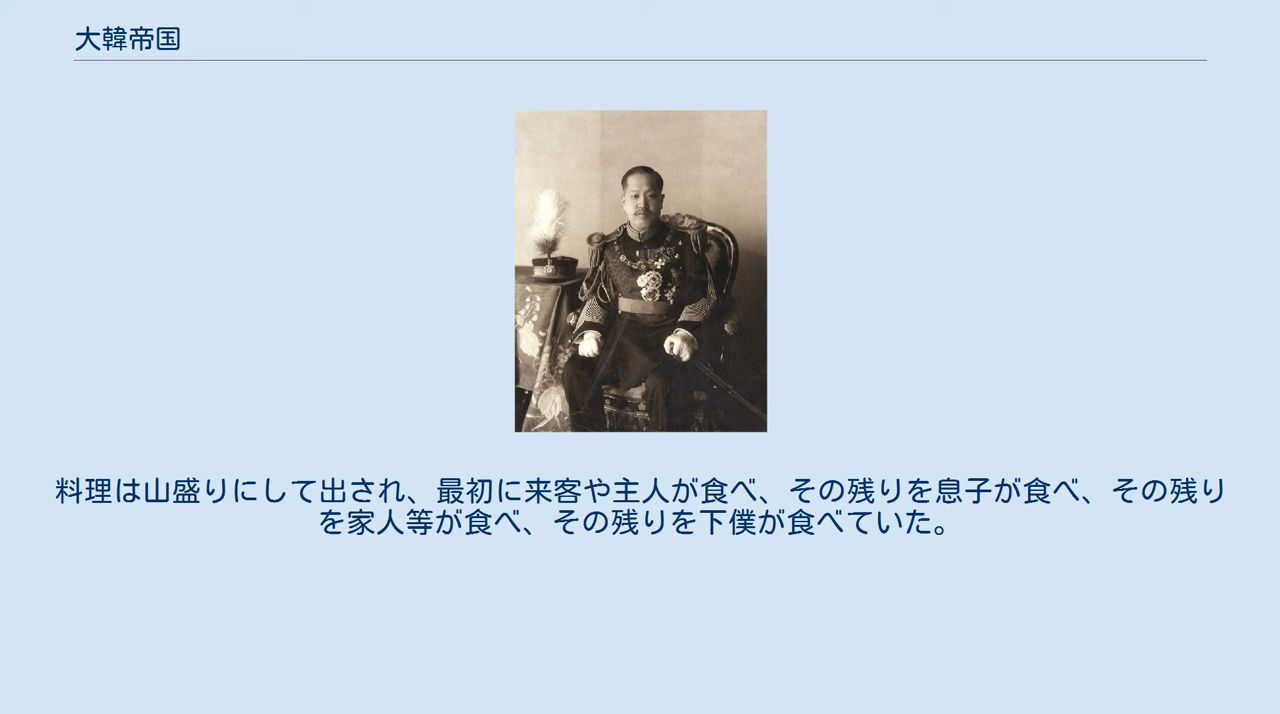 大韓帝国
料理は山盛りにして出され、最初に来客や主人が食べ、その残りを息子が食べ、その残り
を家人等が食べ、その残りを下僕が食べていた。